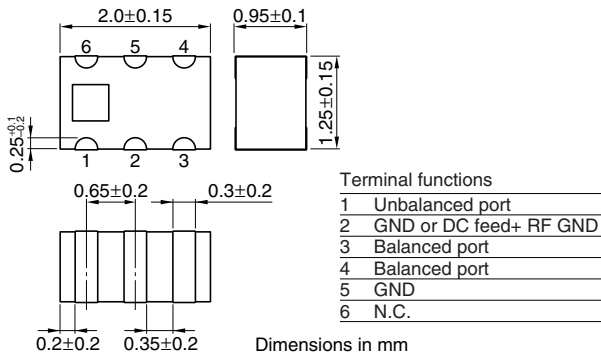 2.0±0.15
0.95±0.1
6 5 4
1.25±0.15
0.25+0.1-0.2
1 2 3
0.65±0.2
0.3±0.2
Terminal functions
1 Unbalanced port
2 GND or DC feed+ RF GND
3 Balanced port
4 Balanced port
5 GND
6 N.C.
0.2±0.2
0.35±0.2
Dimensions in mm